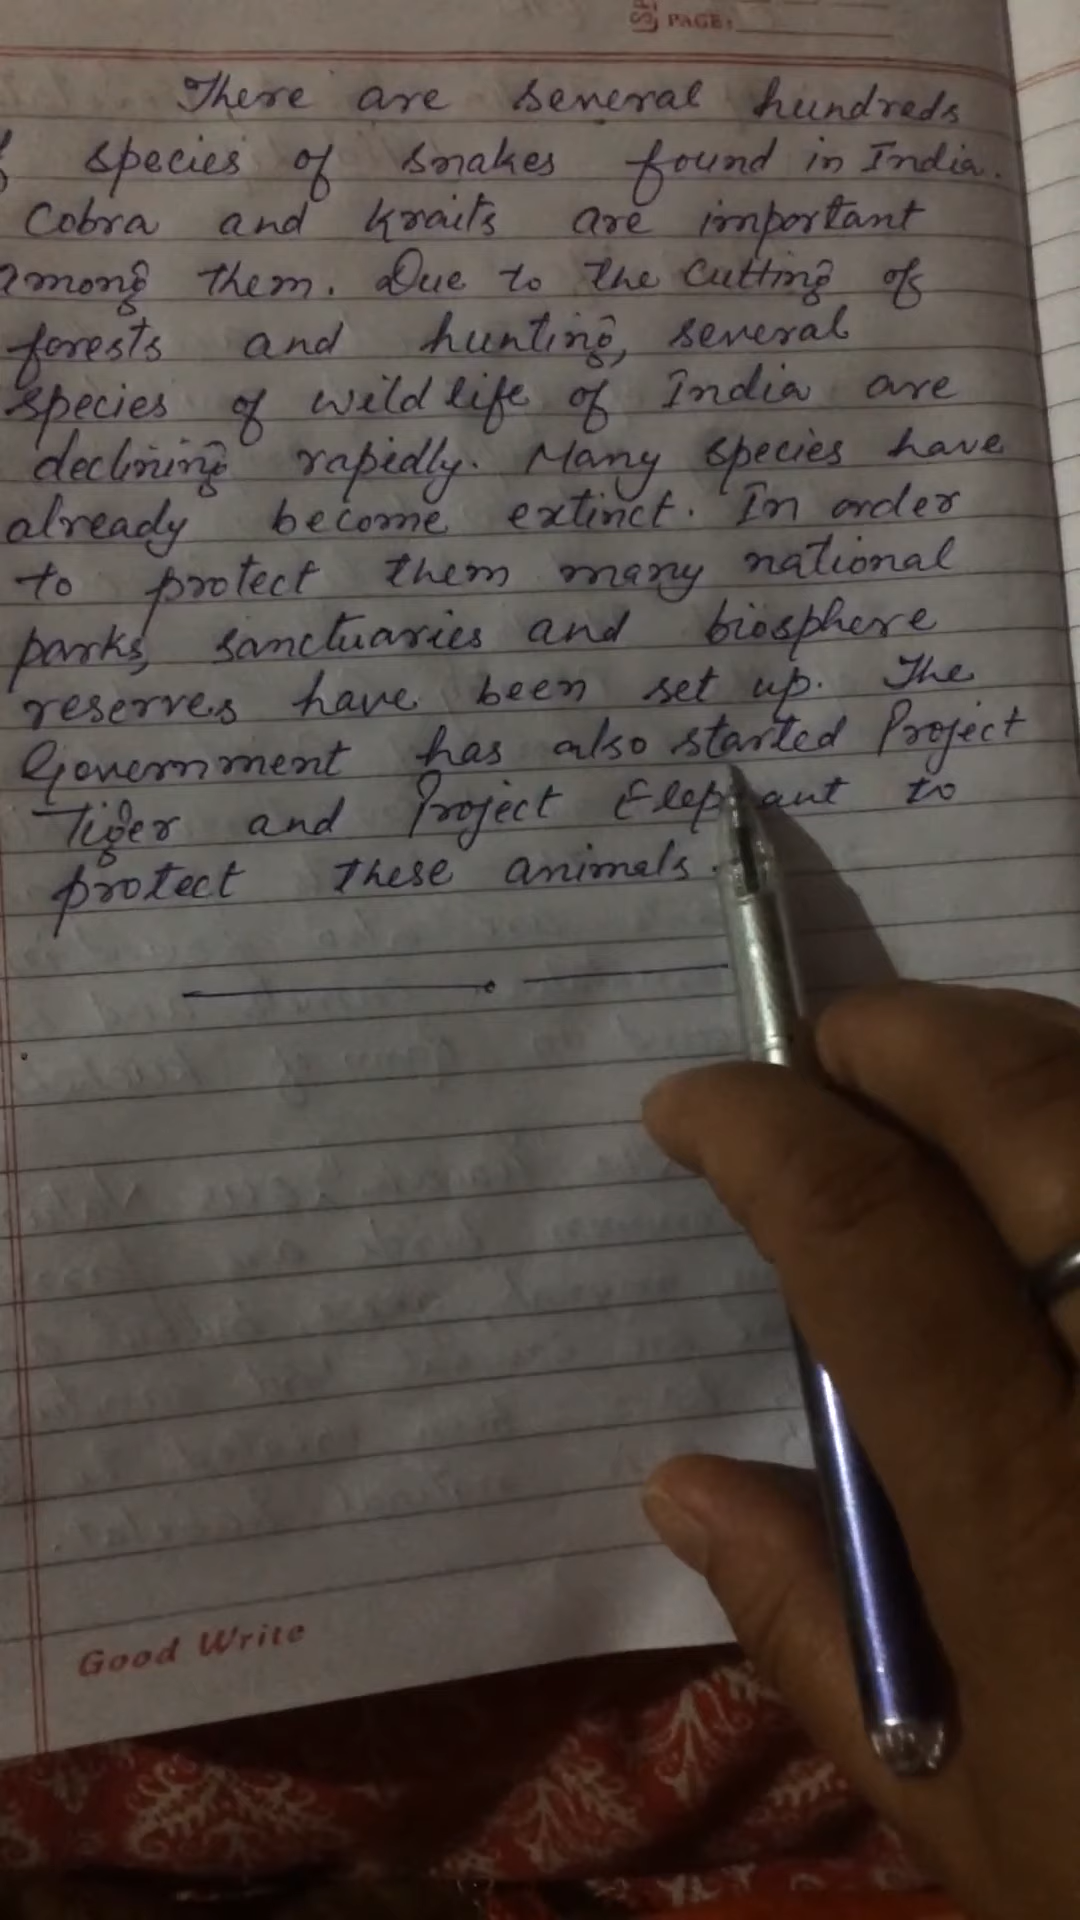 PAGE:
There are several hundreds
of species of snakes found in India.
Cobra and Kraits are important
among them. Due to the cutting of
forests and hunting, several
species of wild life of India are
declining rapidly. Many species have
already become extinct. In order
to protect them many national
parks, sanctuaries and biosphere
reserves have been set up. The
Government has also started Project
Tiger and Project Elephant to
protect these animals.
Good Write